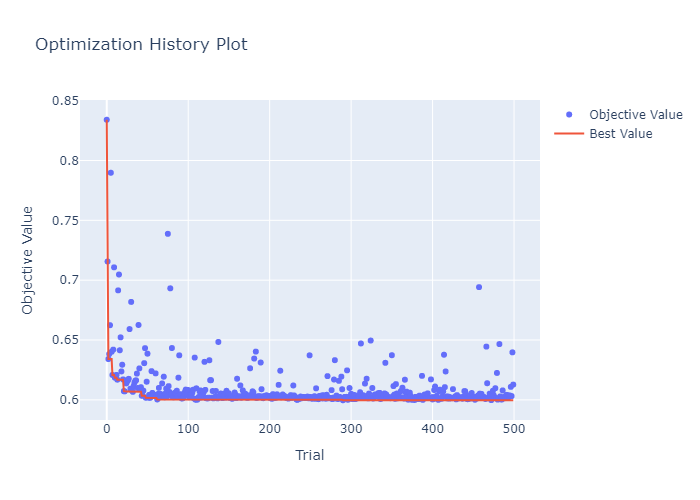 Optimization History Plot
Objective Value
Best Value
0.85
0.8
0.75
0.7
0.65
0.6
Objective Value
0
100
200
300
400
500
Trial